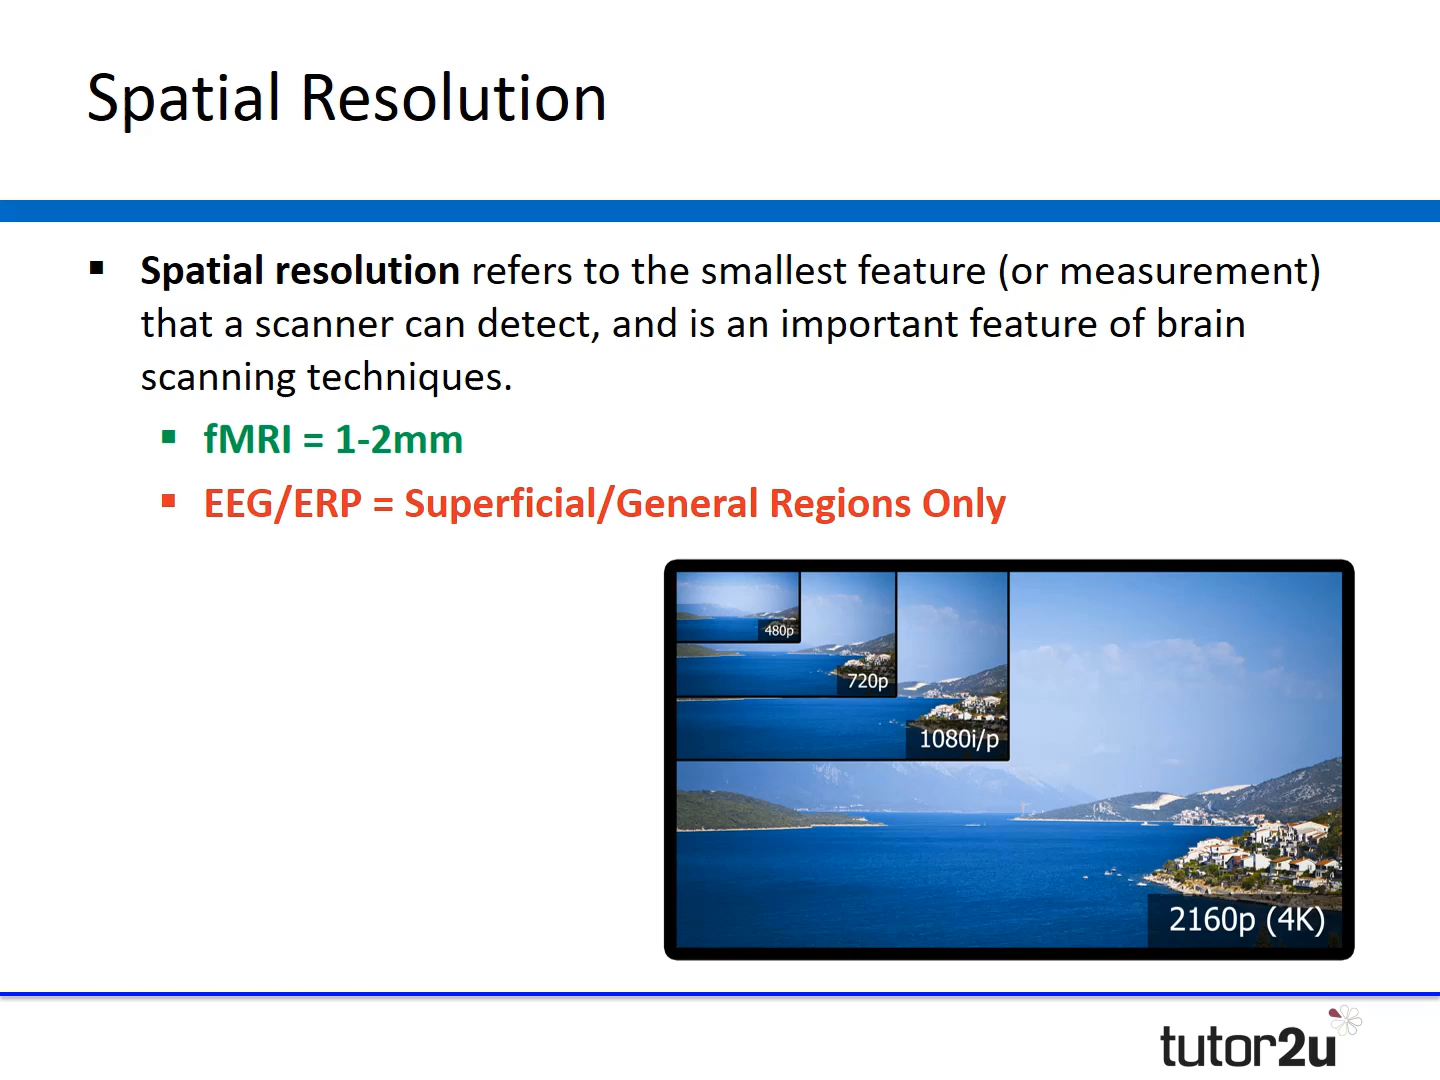 Spatial Resolution
▪ Spatial resolution refers to the smallest feature (or measurement)
that a scanner can detect, and is an important feature of brain
scanning techniques.
▪ fMRI = 1-2mm
▪ EEG/ERP = Superficial/General Regions Only
480p
720p
1080i/p
2160p (4K)
tutor2u